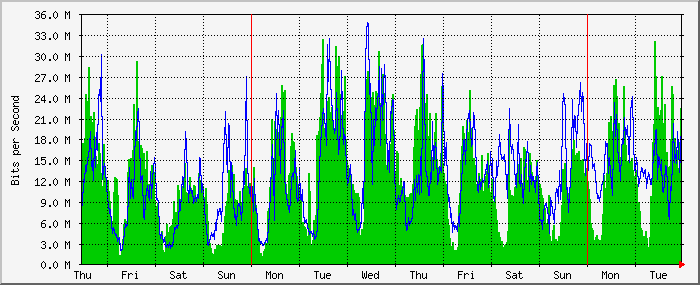 Bits per Second
36.0 M
33.0 M
30.0 M
27.0 M
24.0 M
21.0 M
18.0 M
15.0 M
12.0 M
9.0 M
6.0 M
3.0 M
0.0 M
Thu Fri Sat Sun Mon Tue Wed Thu Fri Sat Sun Mon Tue